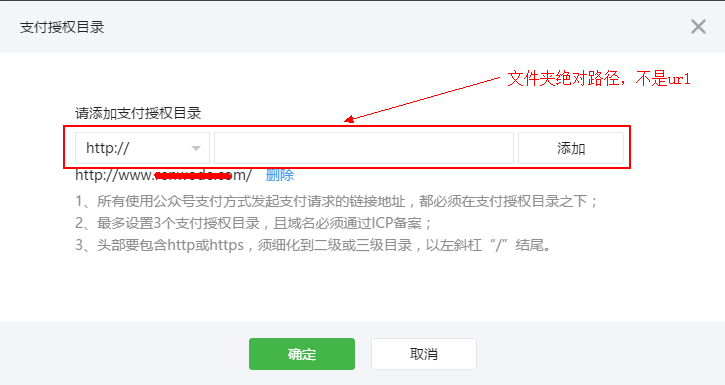 支付授权目录
文件夹绝对路径，不是url
请添加支付授权目录
http:// 添加
http://www. .com/ 删除
1、所有使用公众号支付方式发起支付请求的链接地址，都必须在支付授权目录之下；
2、最多设置3个支付授权目录，且域名必须通过ICP备案；
3、头部要包含http或https，须细化到二级或三级目录，以左斜杠“/”结尾。
确定 取消